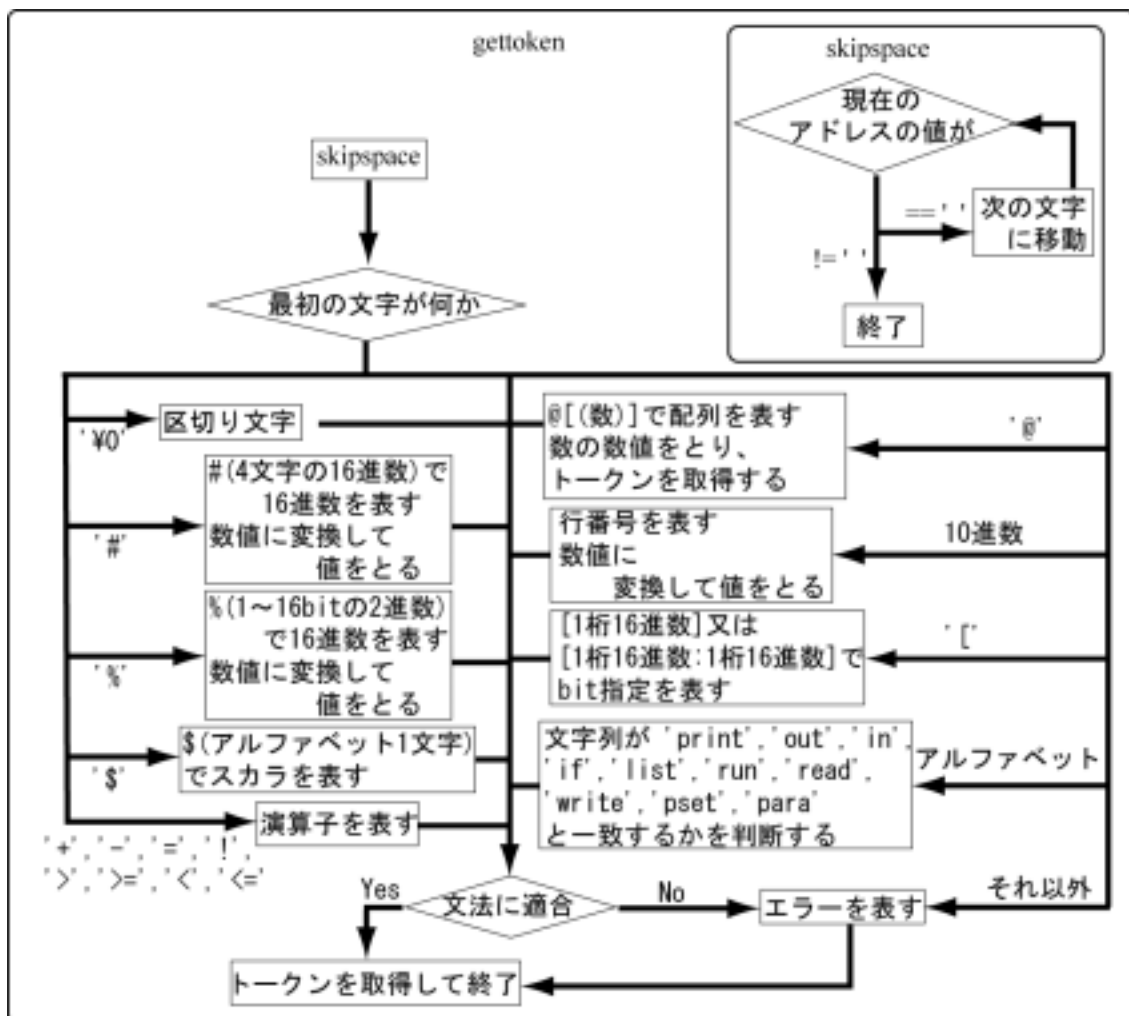 gettoken
skipspace
現在の
アドレスの値が
==' '
次の文字
に移動
!=' '
終了
skipspace
最初の文字が何か
'¥0'
区切り文字
'#'
#(4文字の16進数)で
16進数を表す
数値に変換して
値をとる
'%'
%(1～16bitの2進数)
で16進数を表す
数値に変換して
値をとる
'$'
$(アルファベット1文字)
でスカラを表す
'+','-','=','!',
'>','>=','<','<='
演算子を表す
@[(数)]で配列を表す
数の数値をとり、
トークンを取得する
'@'
行番号を表す
数値に
変換して値をとる
10進数
[1桁16進数]又は
[1桁16進数:1桁16進数]で
bit指定を表す
'['
文字列が 'print','out','in',
'if','list','run','read',
'write','pset','para'
と一致するかを判断する
アルファベット
それ以外
Yes
文法に適合
No
エラーを表す
トークンを取得して終了